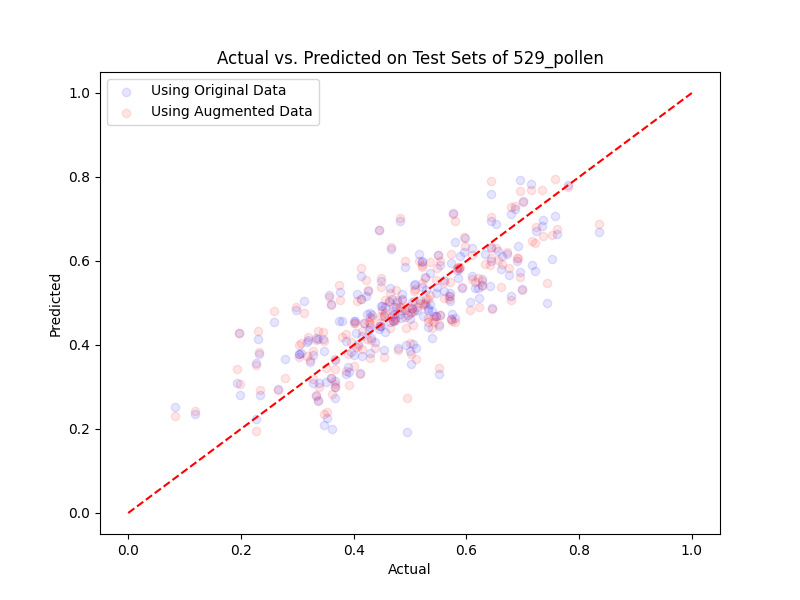 Actual vs. Predicted on Test Sets of 529_pollen
Using Original Data
Using Augmented Data
1.0
0.8
0.6
0.4
0.2
0.0
Predicted
0.0 0.2 0.4 0.6 0.8 1.0
Actual